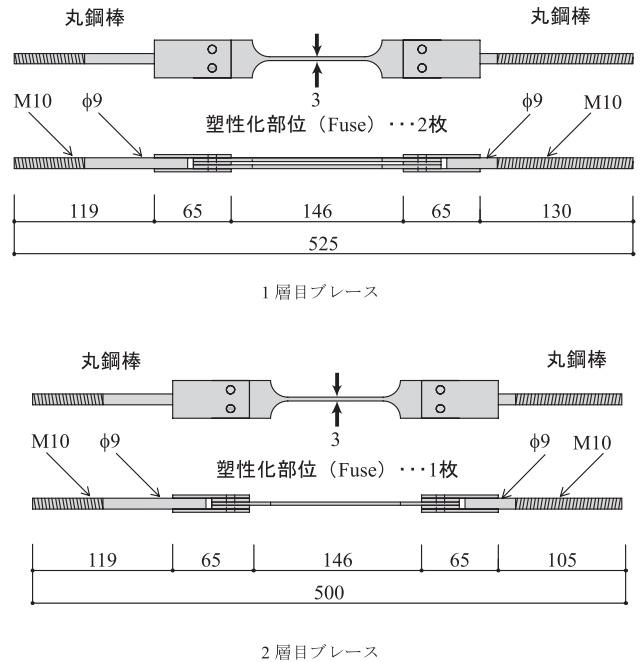 丸鋼棒
丸鋼棒
3
M10
φ9
塑性化部位（Fuse）･･･2枚
φ9
M10
119
65
146
65
130
525
1 層目ブレース
丸鋼棒
丸鋼棒
3
M10
φ9
塑性化部位（Fuse）･･･1枚
φ9
M10
119
65
146
65
105
500
2 層目ブレース